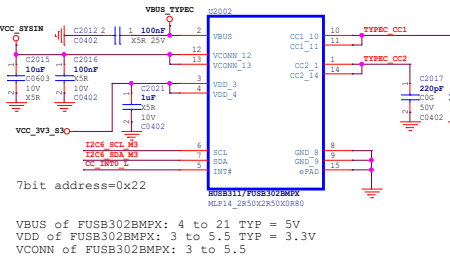 VBUS_TYPEC
U2002
VCC_SYSIN
C2012 2 1 100nF 2 VBUS CC1_10 10 TYPEC_CC1
C0402 X5R 25V CC1_11 11
12 VCONN_12
13 VCONN_13 CC2_1 1 TYPEC_CC2
CC2_14 14
C2015 C2016
10uF 100nF
C0603 X5R
10V 10V
X5R C0402
3 VDD_3
4 VDD_4
C2021
1uF
X5R
10V
C0402
C2017
220pF
C0G
50V
C0402
VCC_3V3_S3
I2C6_SCL_M3 6 SCL GND_8 8
I2C6_SDA_M3 7 SDA GND_9 9
CC_INT0_L 5 INT# ePAD 15
7bit address=0x22
HUSB311/FUSB302BMPX
MLP14_2R50X2R50X0R80
VBUS of FUSB302BMPX: 4 to 21 TYP = 5V
VDD of FUSB302BMPX: 3 to 5.5 TYP = 3.3V
VCONN of FUSB302BMPX: 3 to 5.5